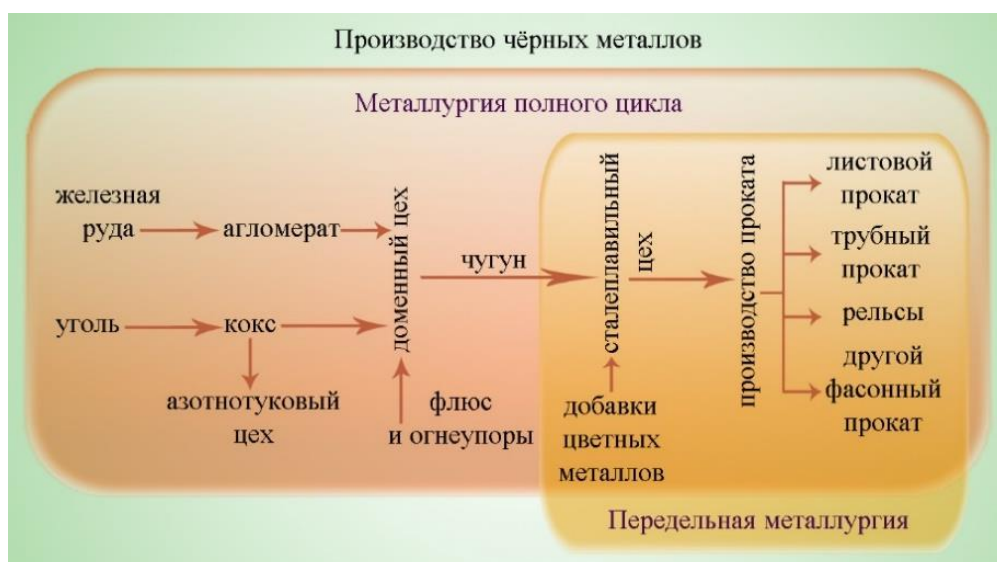 Производство чёрных металлов
Металлургия полного цикла
железная
руда
агломерат
уголь
кокс
азотнотуковый
цех
доменный цех
флюс
и огнеупоры
чугун
сталеплавильный
цех
добавки
цветных
металлов
производство проката
листовой
прокат
трубный
прокат
рельсы
другой
фасонный
прокат
Передельная металлургия